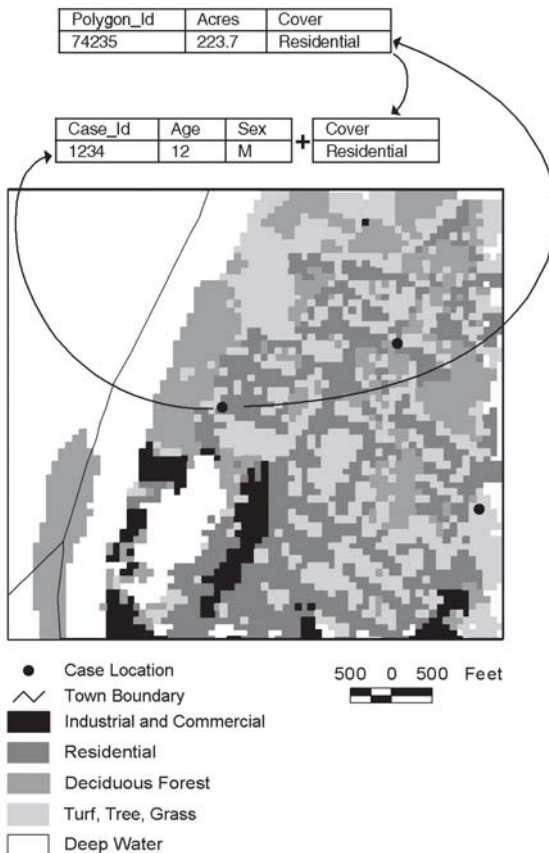 Polygon_Id Acres Cover
74235 223.7 Residential
Case_Id Age Sex + Cover
1234 12 M Residential
Case Location
500 0 500 Feet
Town Boundary
Industrial and Commercial
Residential
Deciduous Forest
Turf, Tree, Grass
Deep Water